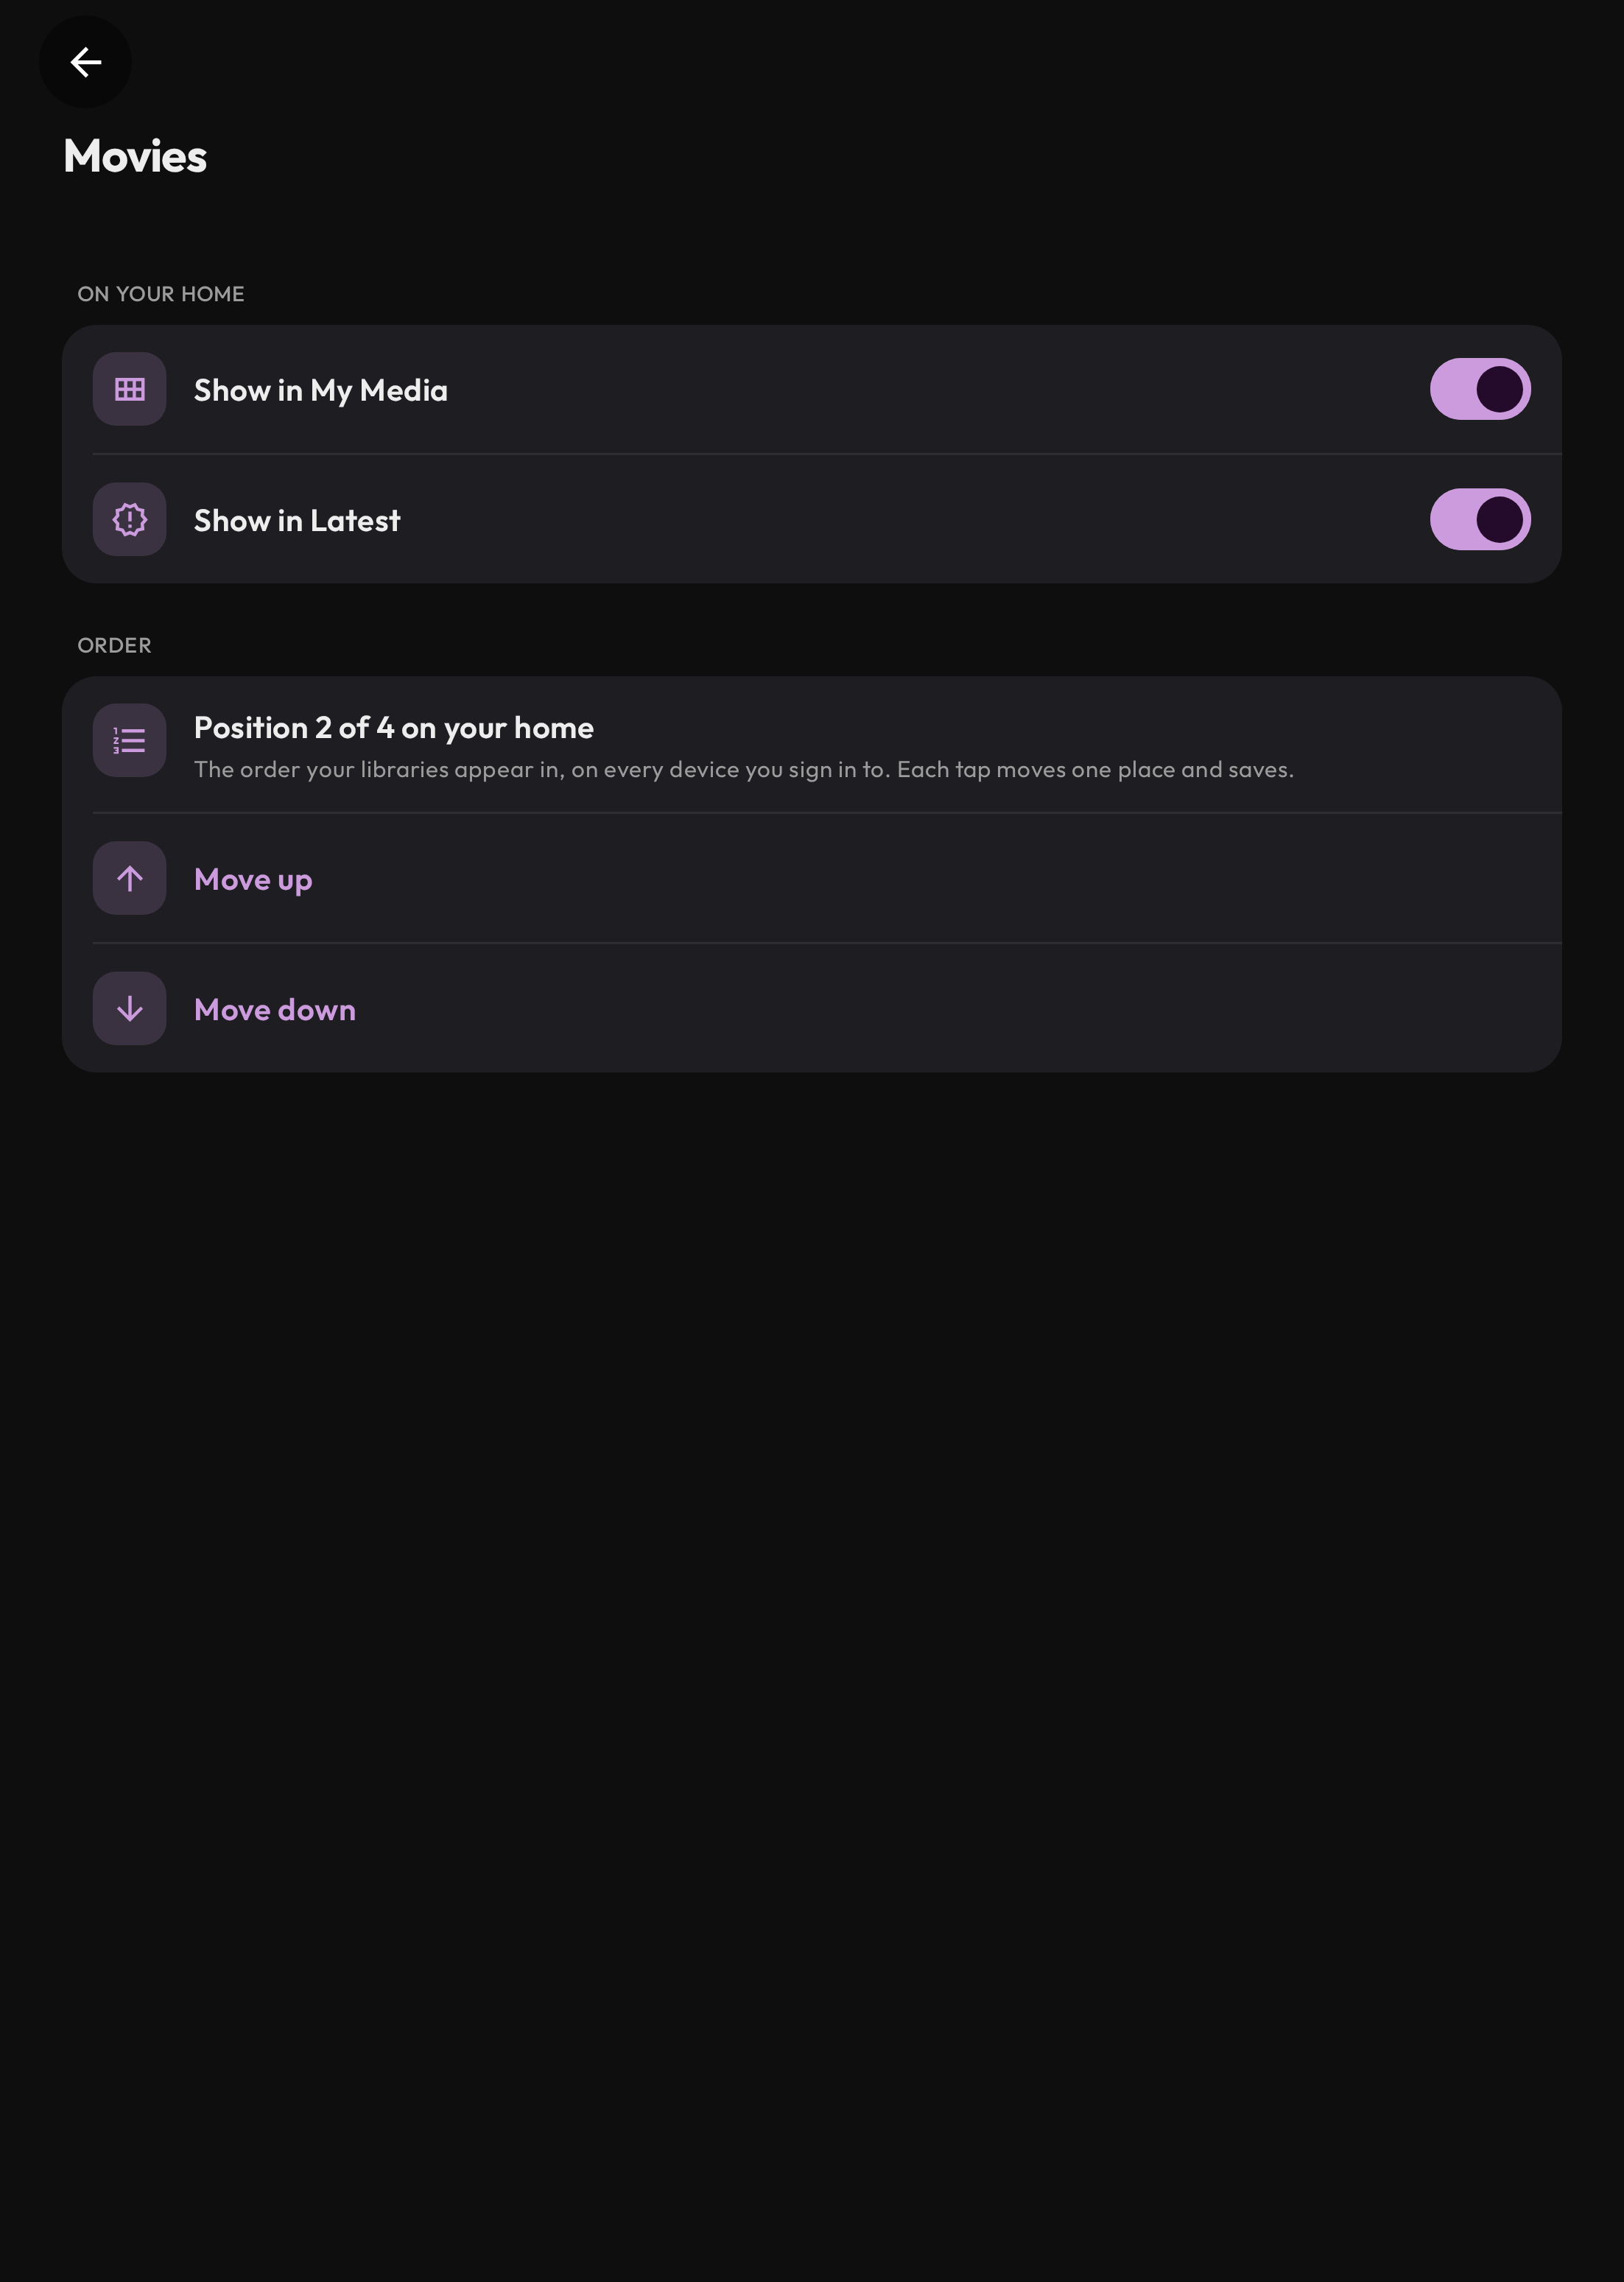 Movies
ON YOUR HOME
Show in My Media
Show in Latest
ORDER
Position 2 of 4 on your home
The order your libraries appear in, on every device you sign in to. Each tap moves one place and saves.
Move up
Move down